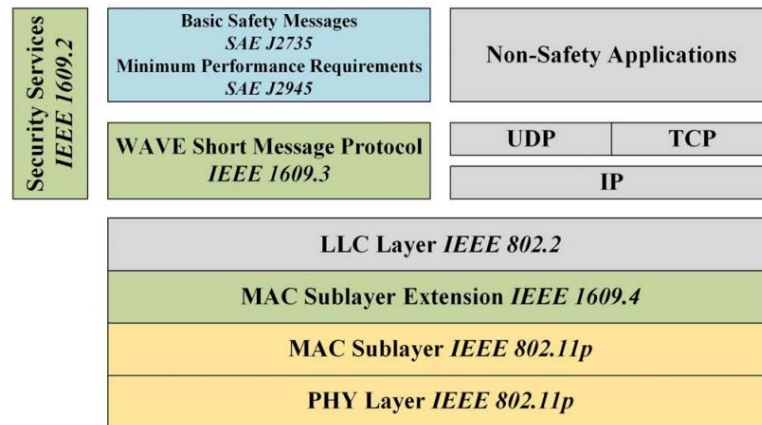 Security Services
IEEE 1609.2
Basic Safety Messages
SAE J2735
Minimum Performance Requirements
SAE J2945
Non-Safety Applications
WAVE Short Message Protocol
IEEE 1609.3
UDP
TCP
IP
LLC Layer IEEE 802.2
MAC Sublayer Extension IEEE 1609.4
MAC Sublayer IEEE 802.11p
PHY Layer IEEE 802.11p